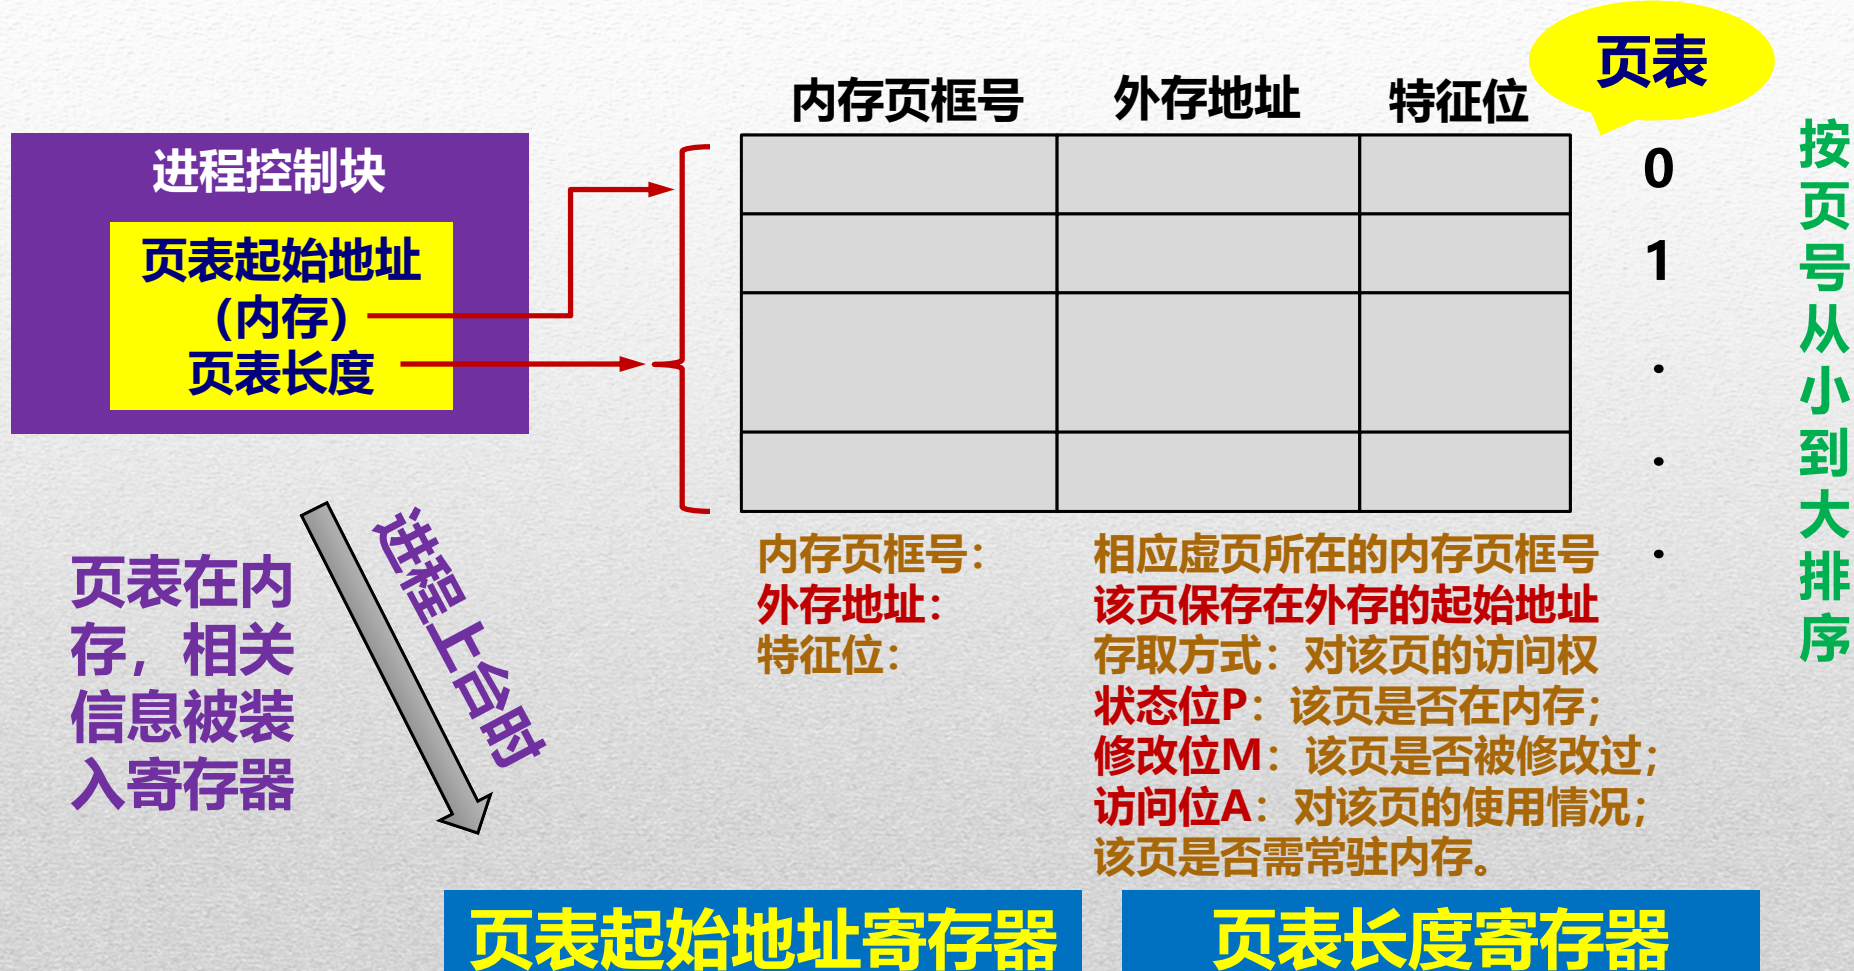 页表
内存页框号 外存地址 特征位
进程控制块
页表起始地址
（内存）
页表长度
0
1
.
.
.
按页号从小到大排序
页表在内
存，相关
信息被装
入寄存器
进程上台时
内存页框号： 相应虚页所在的内存页框号
外存地址： 该页保存在外存的起始地址
特征位： 存取方式：对该页的访问权
状态位P：该页是否在内存；
修改位M：该页是否被修改过；
访问位A：对该页的使用情况；
该页是否需常驻内存。
页表起始地址寄存器
页表长度寄存器